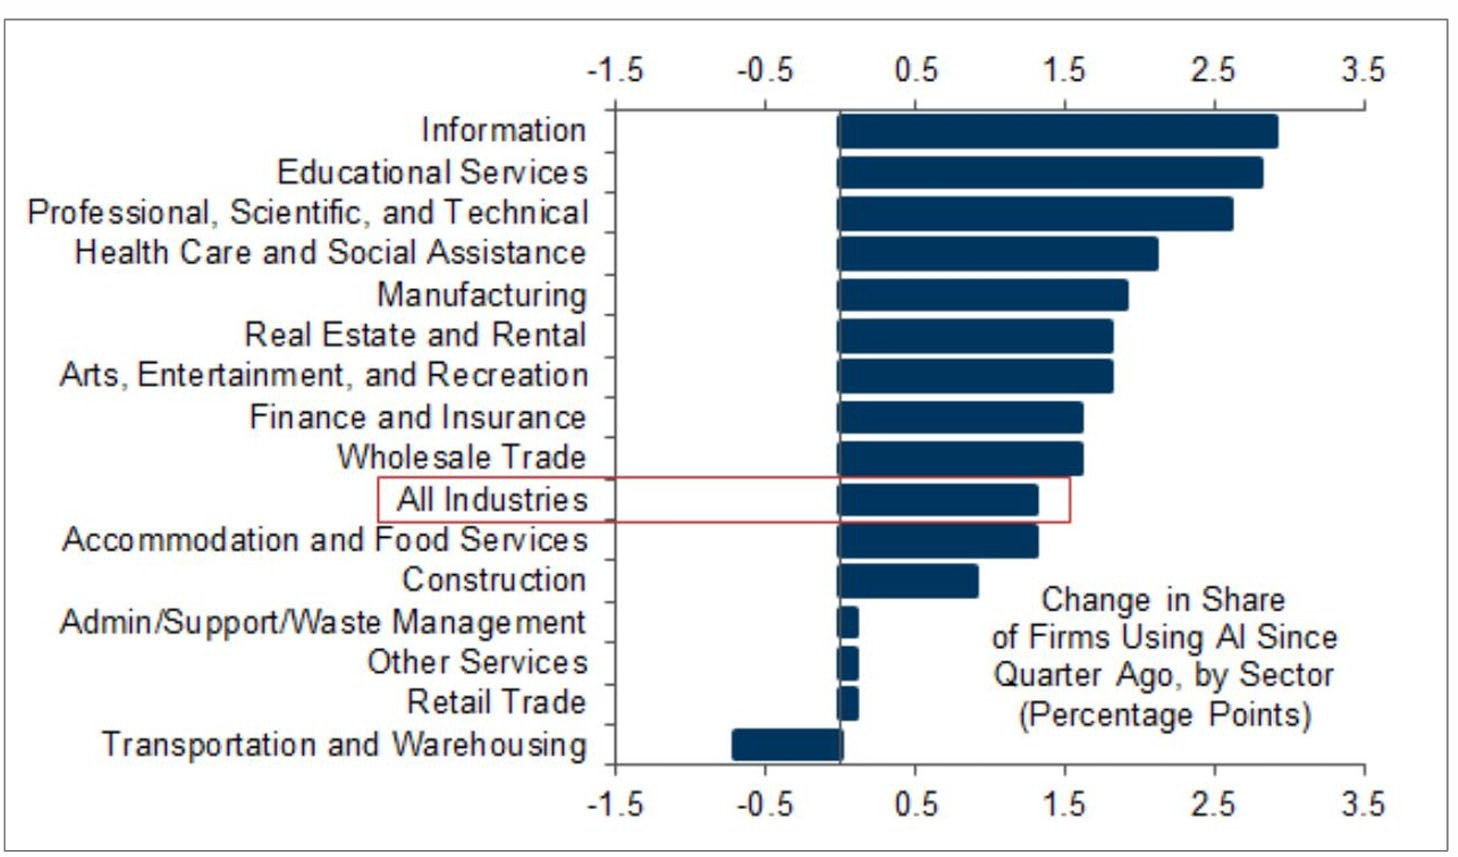 -1.5 -0.5 0.5 1.5 2.5 3.5
Information
Educational Services
Professional, Scientific, and Technical
Health Care and Social Assistance
Manufacturing
Real Estate and Rental
Arts, Entertainment, and Recreation
Finance and Insurance
Wholesale Trade
All Industries
Accommodation and Food Services
Construction
Admin/Support/Waste Management
Other Services
Retail Trade
Transportation and Warehousing
Change in Share
of Firms Using AI Since
Quarter Ago, by Sector
(Percentage Points)
-1.5 -0.5 0.5 1.5 2.5 3.5